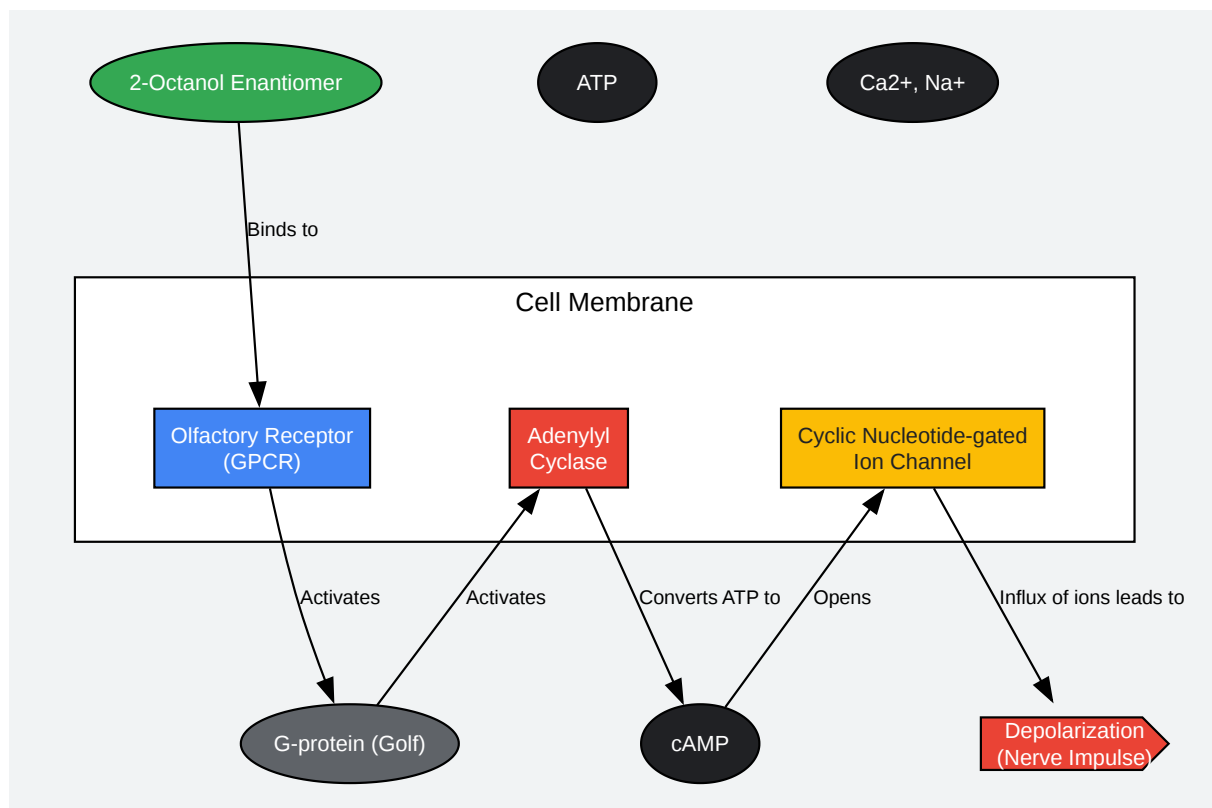 2-Octanol Enantiomer
ATP
Ca2+, Na+
Binds to
Cell Membrane
Olfactory Receptor
(GPCR)
Adenylyl
Cyclase
Cyclic Nucleotide-gated
Ion Channel
Activates
Activates
Converts ATP to
Opens
Influx of ions leads to
G-protein (Golf)
cAMP
Depolarization
(Nerve Impulse)